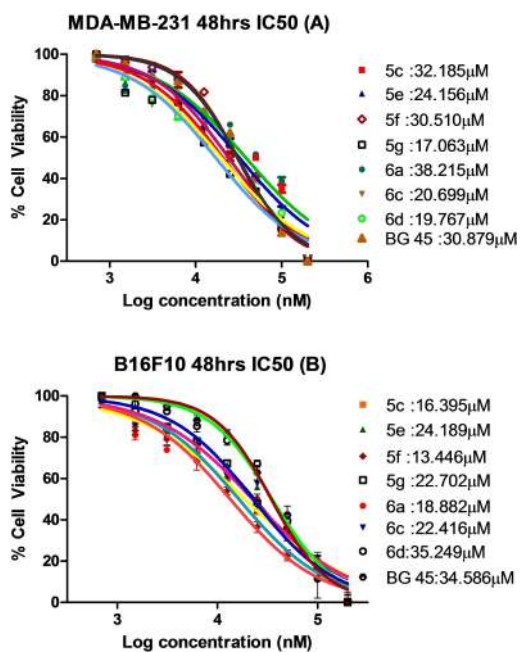 MDA-MB-231 48hrs IC50 (A)
% Cell Viability
100
80
60
40
20
0
2
3
4
5
6
Log concentration (nM)
5c :32.185µM
5e :24.156µM
5f :30.510µM
5g :17.063µM
6a :38.215µM
6c :20.699µM
6d :19.767µM
BG 45 :30.879µM
B16F10 48hrs IC50 (B)
% Cell Viability
100
80
60
40
20
0
3
4
5
Log concentration (nM)
5c :16.395µM
5e :24.189µM
5f :13.446µM
5g :22.702µM
6a :18.882µM
6c :22.416µM
6d:35.249µM
BG 45:34.586µM